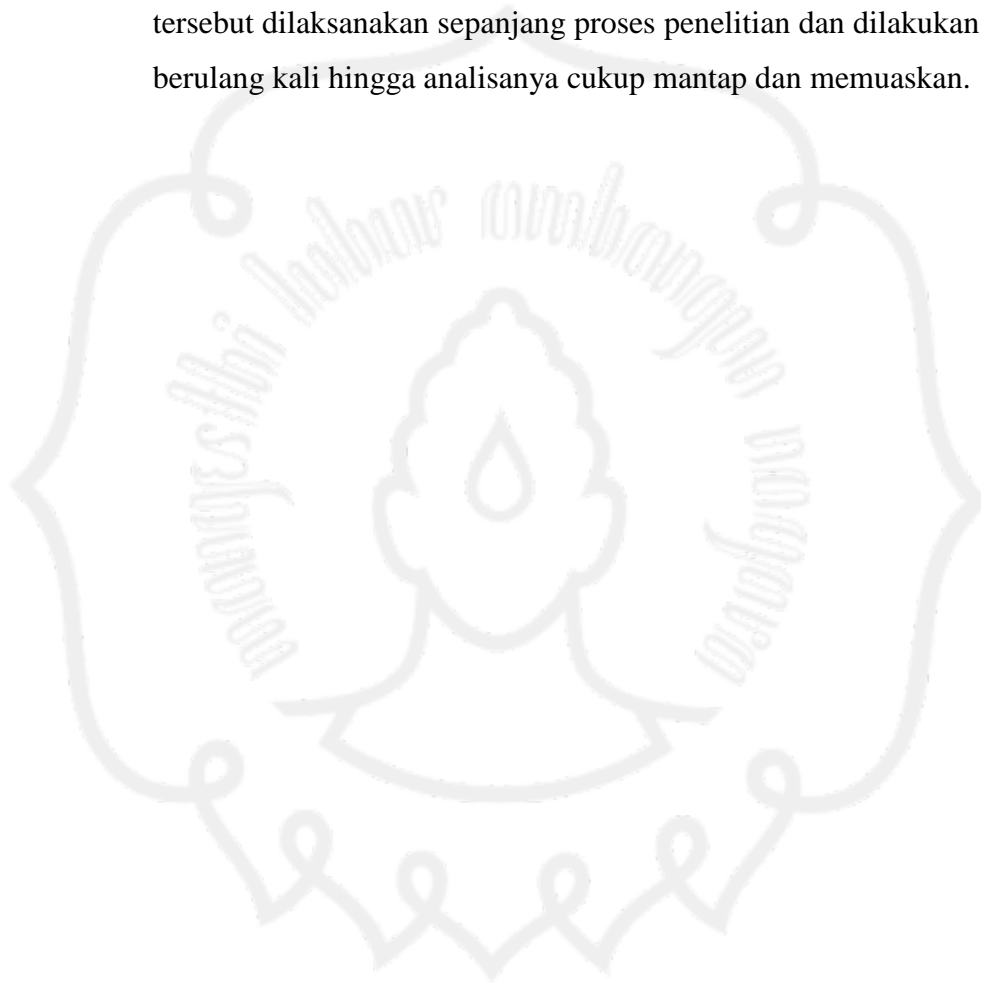 tersebut dilaksanakan sepanjang proses penelitian dan dilakukan
berulang kali hingga analisanya cukup mantap dan memuaskan.